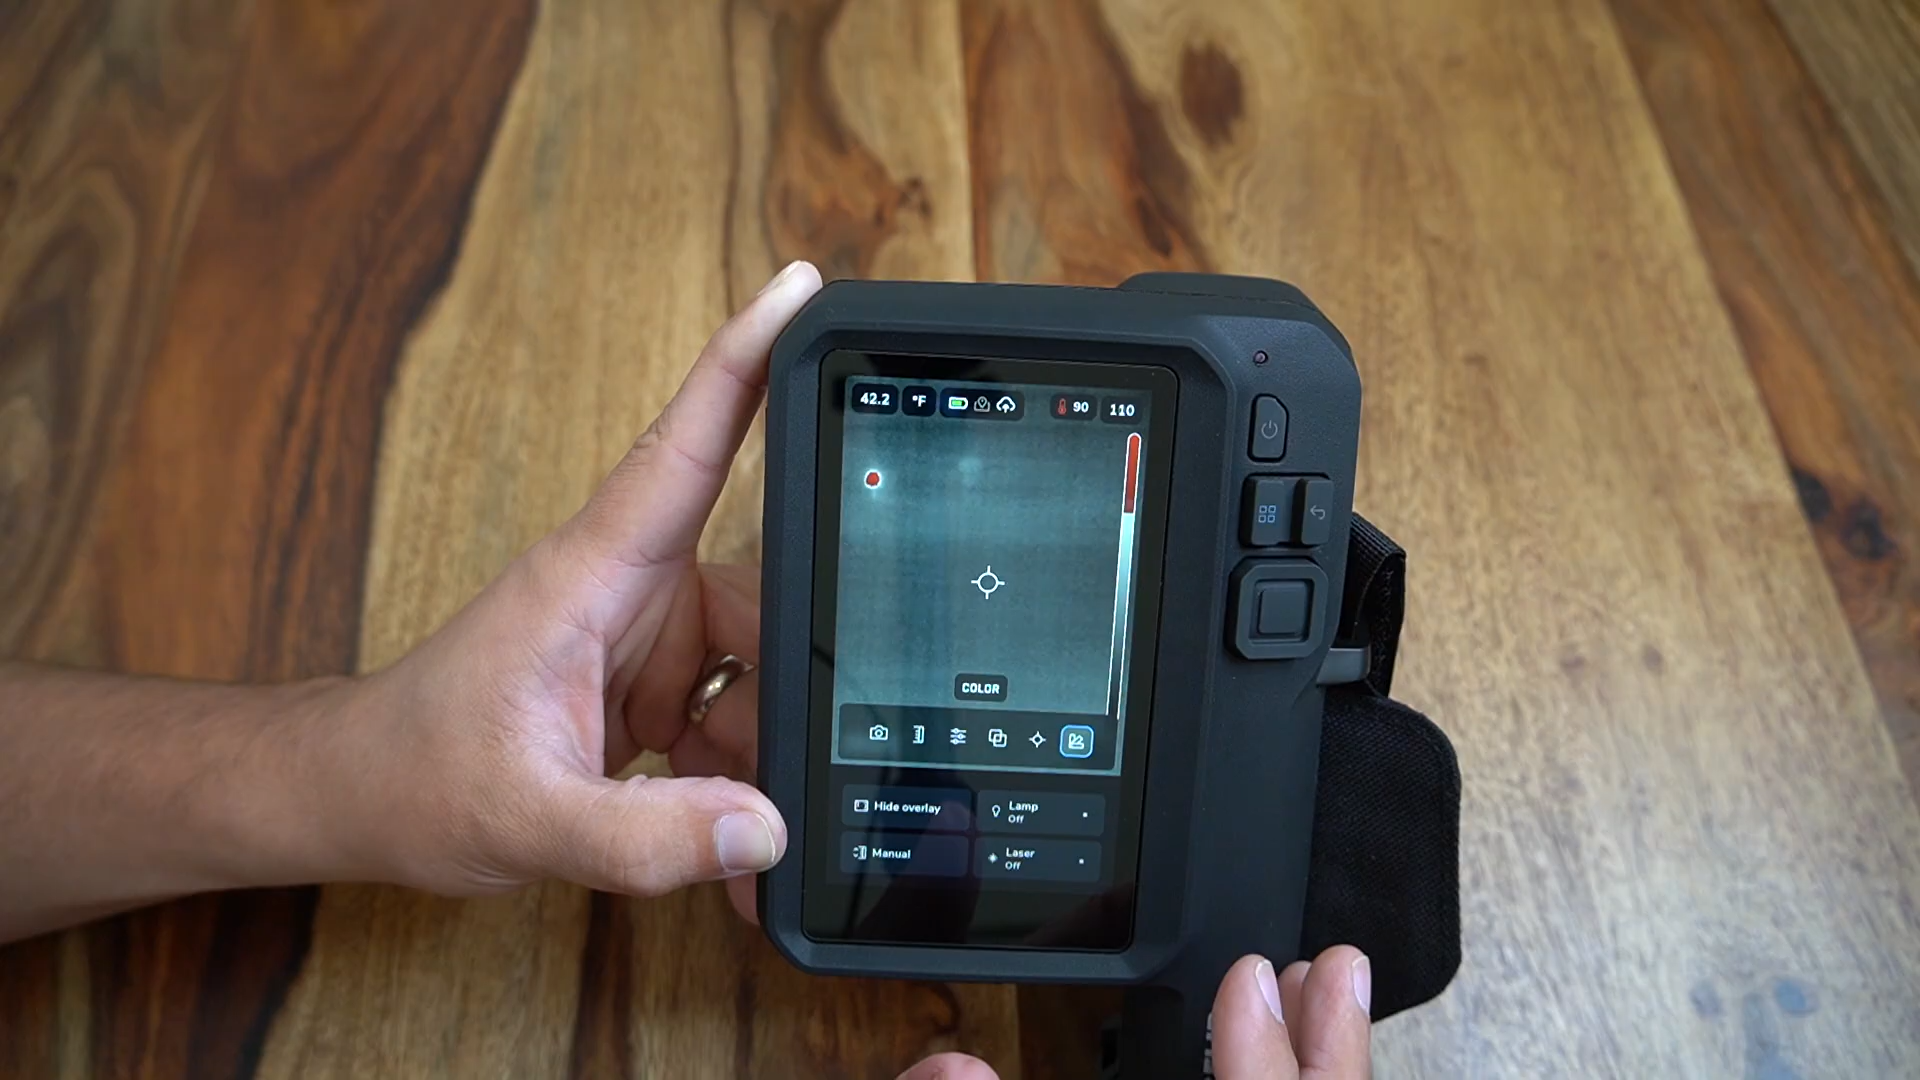 42.2 °F 90 110
COLOR
Hide overlay
Lamp
Off
Manual
Laser
Off